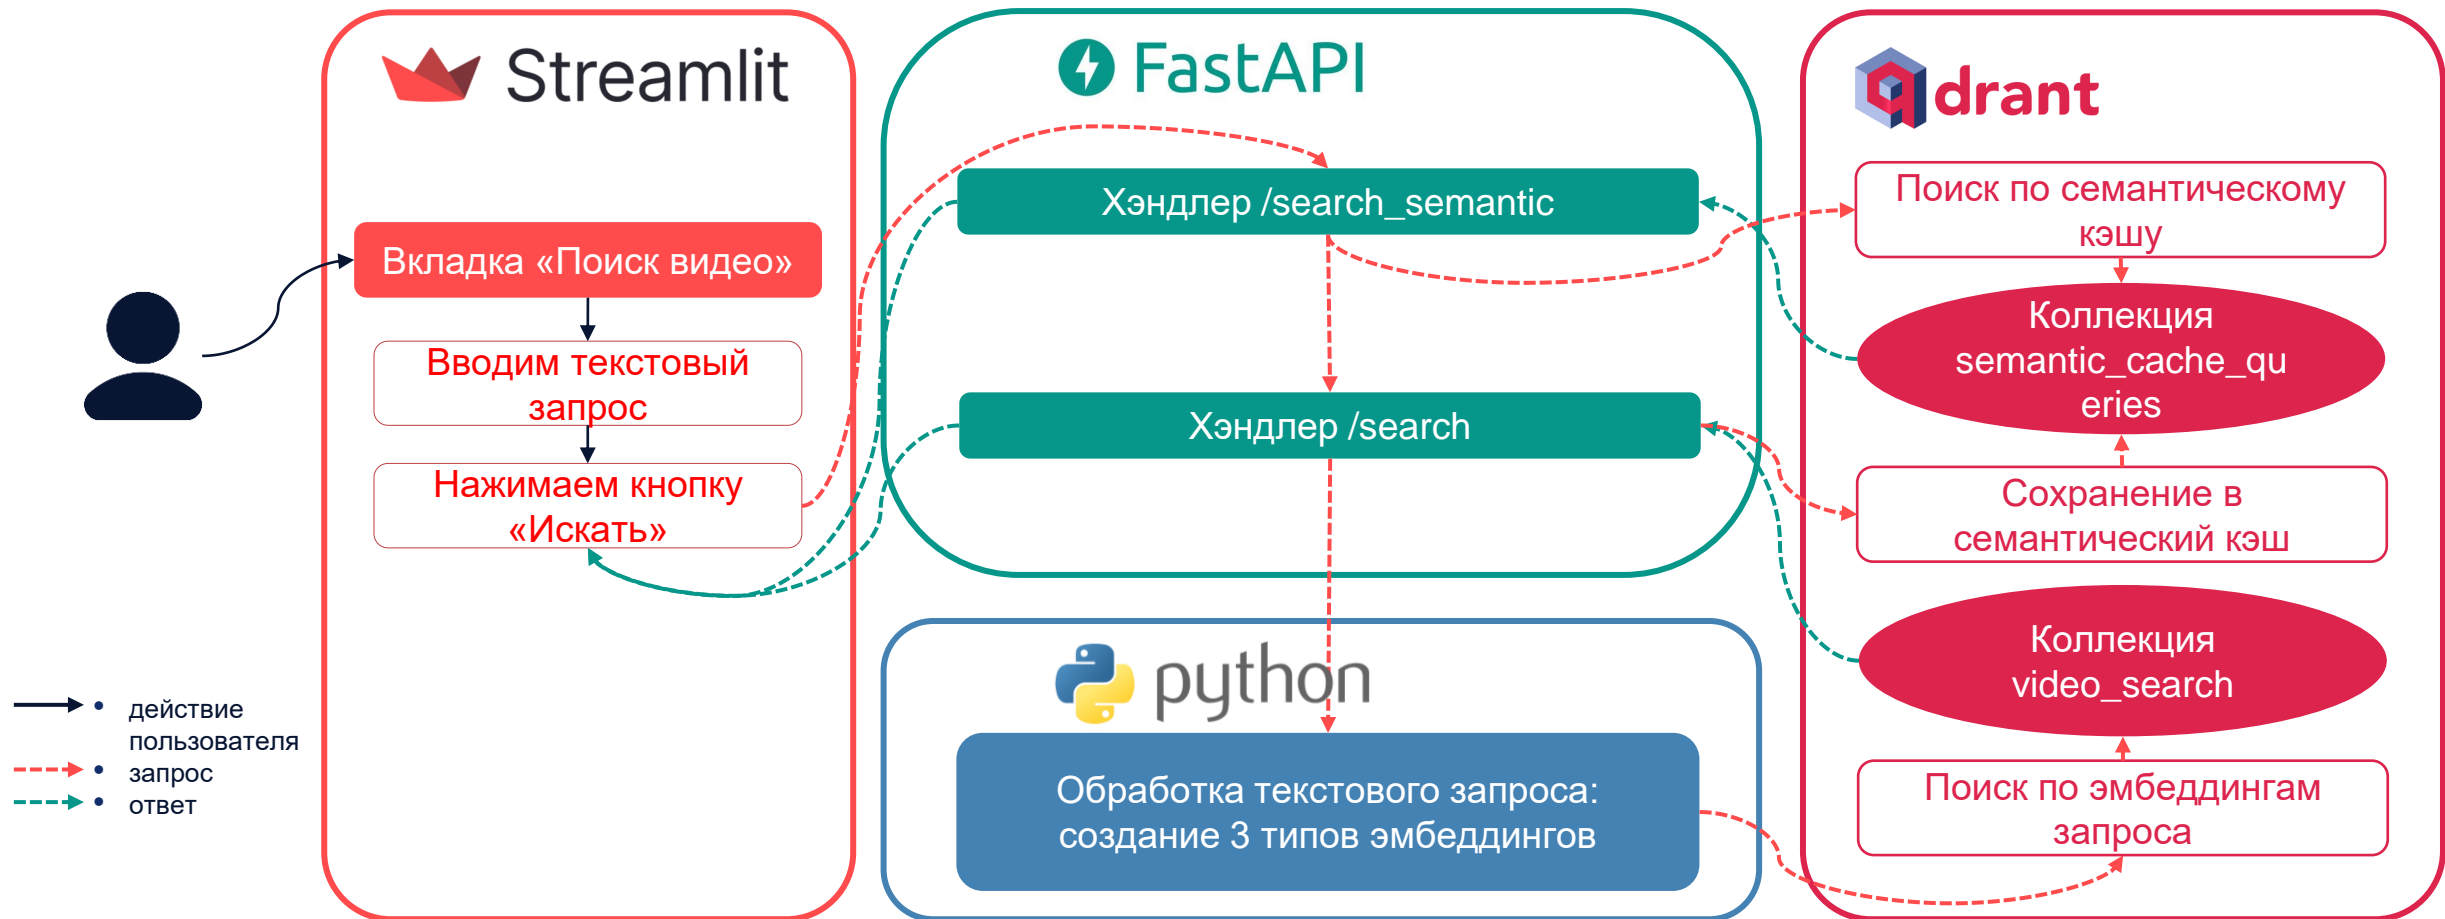 Streamlit
Вкладка «Поиск видео»
Вводим текстовый
запрос
Нажимаем кнопку
«Искать»
FastAPI
Хэндлер /search_semantic
Хэндлер /search
python
Обработка текстового запроса:
создание 3 типов эмбеддингов
qdrant
Поиск по семантическому
кэшу
Коллекция
semantic_cache_qu
eries
Сохранение в
семантический кэш
Коллекция
video_search
Поиск по эмбеддингам
запроса
• действие
пользователя
• запрос
• ответ